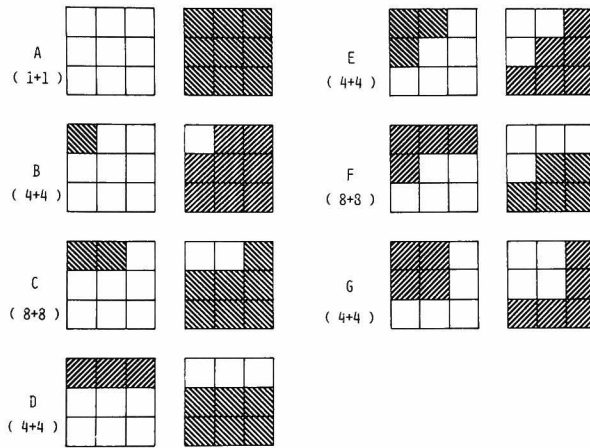 A
( 1+1 )
B
( 4+4 )
C
( 8+8 )
D
( 4+4 )
E
( 4+4 )
F
( 8+8 )
G
( 4+4 )